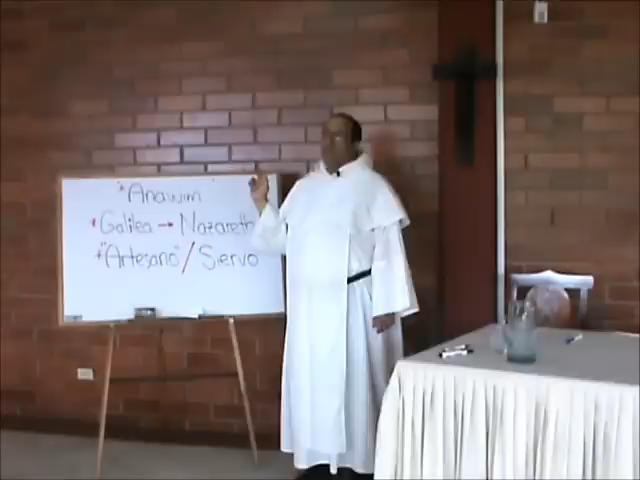 * Anawim
* Galilea → Nazareth
* "Artesano" / Siervo